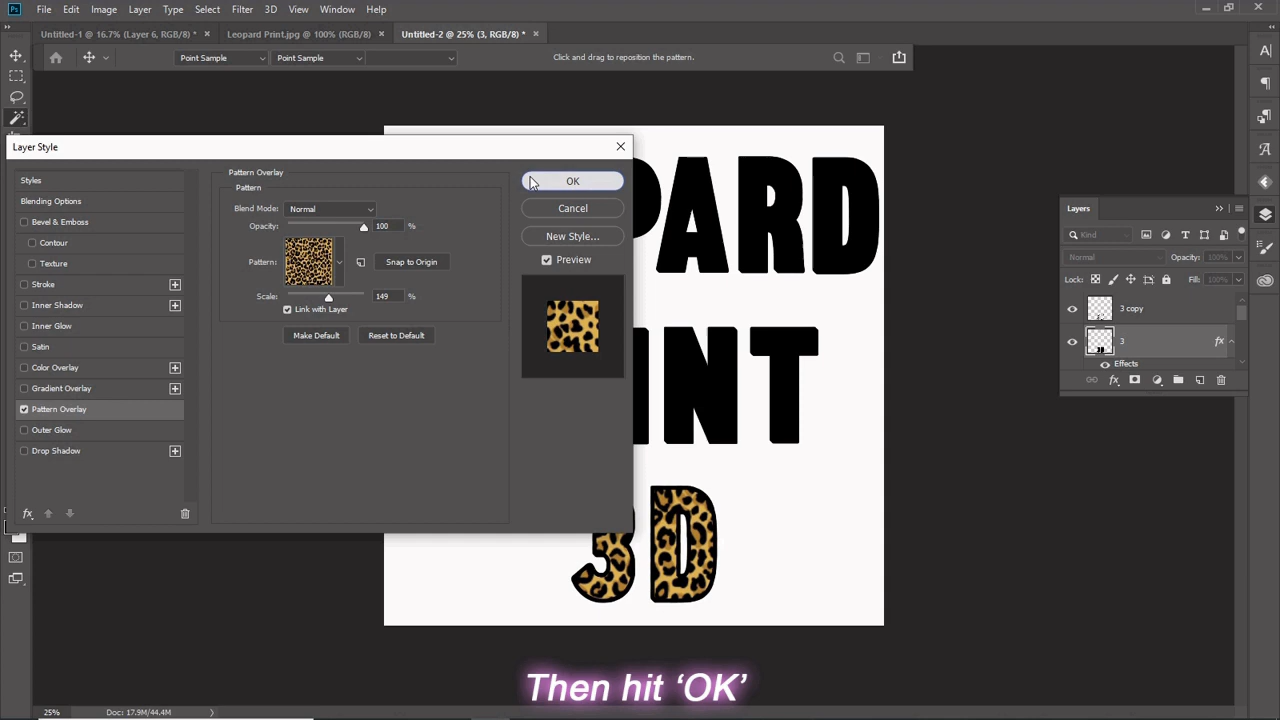 Ps File Edit Image Layer Type Select Filter 3D View Window Help
Untitled-1 @ 16.7% (Layer 6, RGB/8) * × Leopard Print.jpg @ 100% (RGB/8) × Untitled-2 @ 25% (3, RGB/8) * ×
Point Sample Point Sample Click and drag to reposition the pattern.
Layer Style
Styles
Blending Options
Bevel & Emboss
Contour
Texture
Stroke
Inner Shadow
Inner Glow
Satin
Color Overlay
Gradient Overlay
Pattern Overlay
Outer Glow
Drop Shadow
fx
Pattern Overlay
Pattern
Blend Mode: Normal
Opacity: 100 %
Pattern: Snap to Origin
Scale: 149 %
Link with Layer
Make Default Reset to Default
OK
Cancel
New Style...
Preview
PARD
INT
3D
Layers
Kind
Normal Opacity: 100%
Lock: Fill: 100%
3 copy
3 fx
Effects
fx
Then hit ‘OK’
25% Doc: 17.9M/44.4M